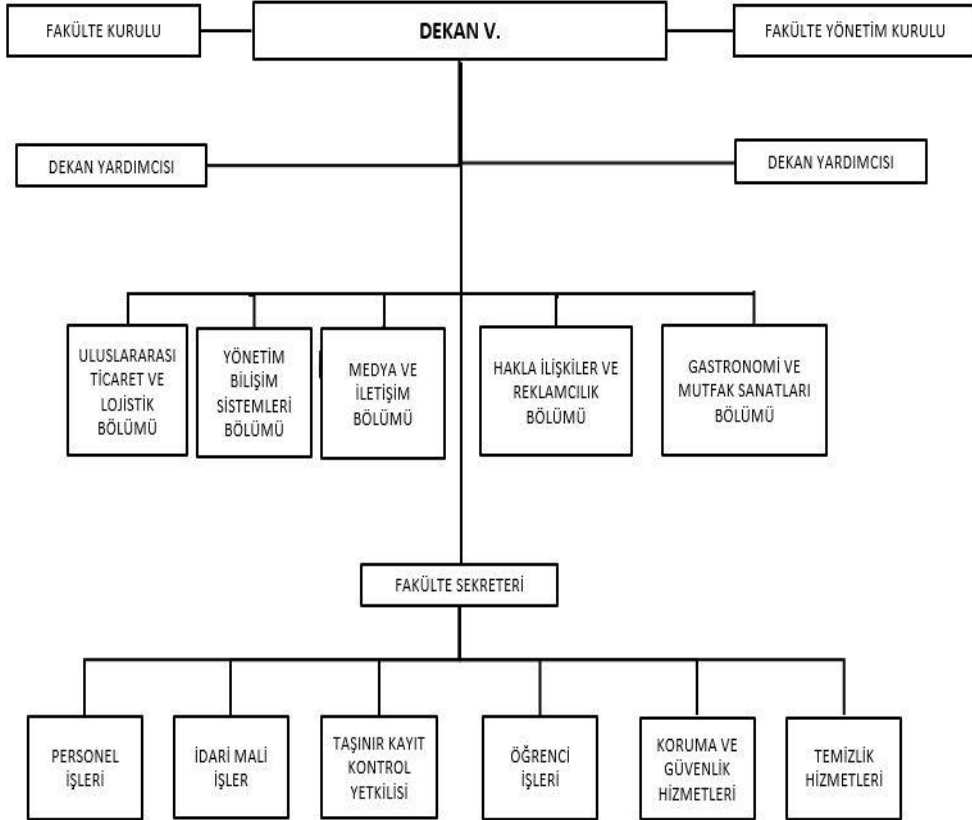 FAKÜLTE KURULU
DEKAN V.
FAKÜLTE YÖNETİM KURULU
DEKAN YARDIMCISI
DEKAN YARDIMCISI
ULUSLARARASI
TİCARET VE
LOJİSTİK
BÖLÜMÜ
YÖNETİM
BİLİŞİM
SİSTEMLERİ
BÖLÜMÜ
MEDYA VE
İLETİŞİM
BÖLÜMÜ
HAKLA İLİŞKİLER VE
REKLAMCILIK
BÖLÜMÜ
GASTRONOMİ VE
MUTFAK SANATLARI
BÖLÜMÜ
FAKÜLTE SEKRETERİ
PERSONEL
İŞLERİ
İDARİ MALİ
İŞLER
TAŞINIR KAYIT
KONTROL
YETKİLİSİ
ÖĞRENCİ
İŞLERİ
KORUMA VE
GÜVENLİK
HİZMETLERİ
TEMİZLİK
HİZMETLERİ